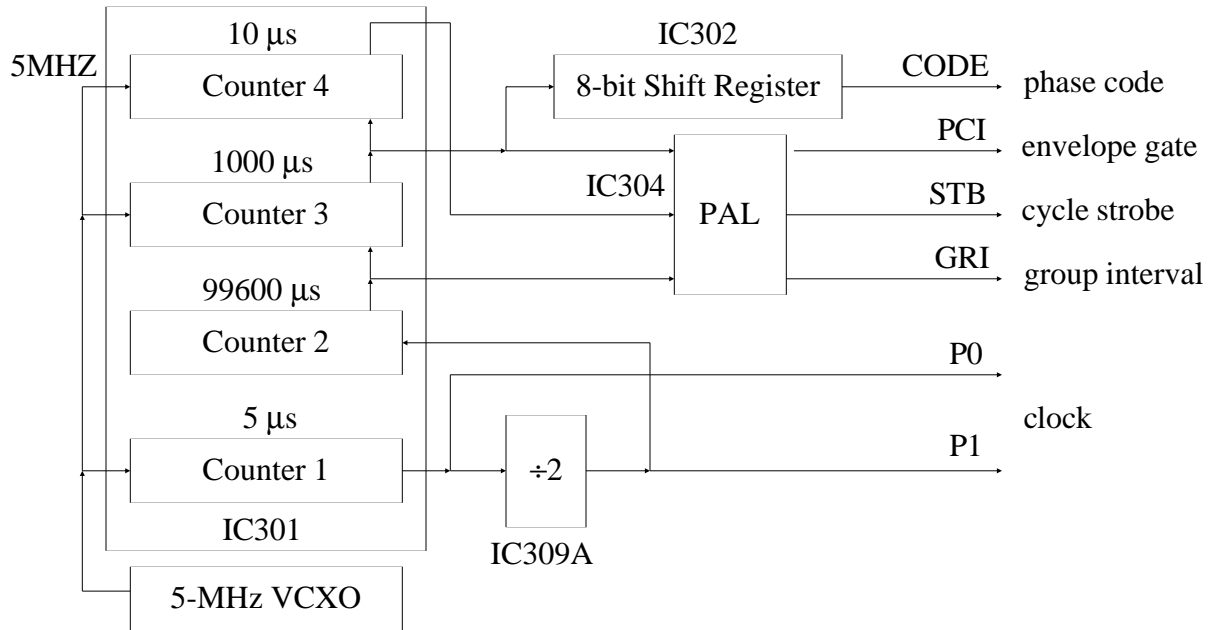 10 μs
IC302
5MHZ
Counter 4
8-bit Shift Register
CODE
phase code
PCI
envelope gate
1000 μs
IC304
Counter 3
PAL
STB
cycle strobe
GRI
group interval
99600 μs
Counter 2
P0
5 μs
clock
Counter 1
÷2
P1
IC301
IC309A
5-MHz VCXO